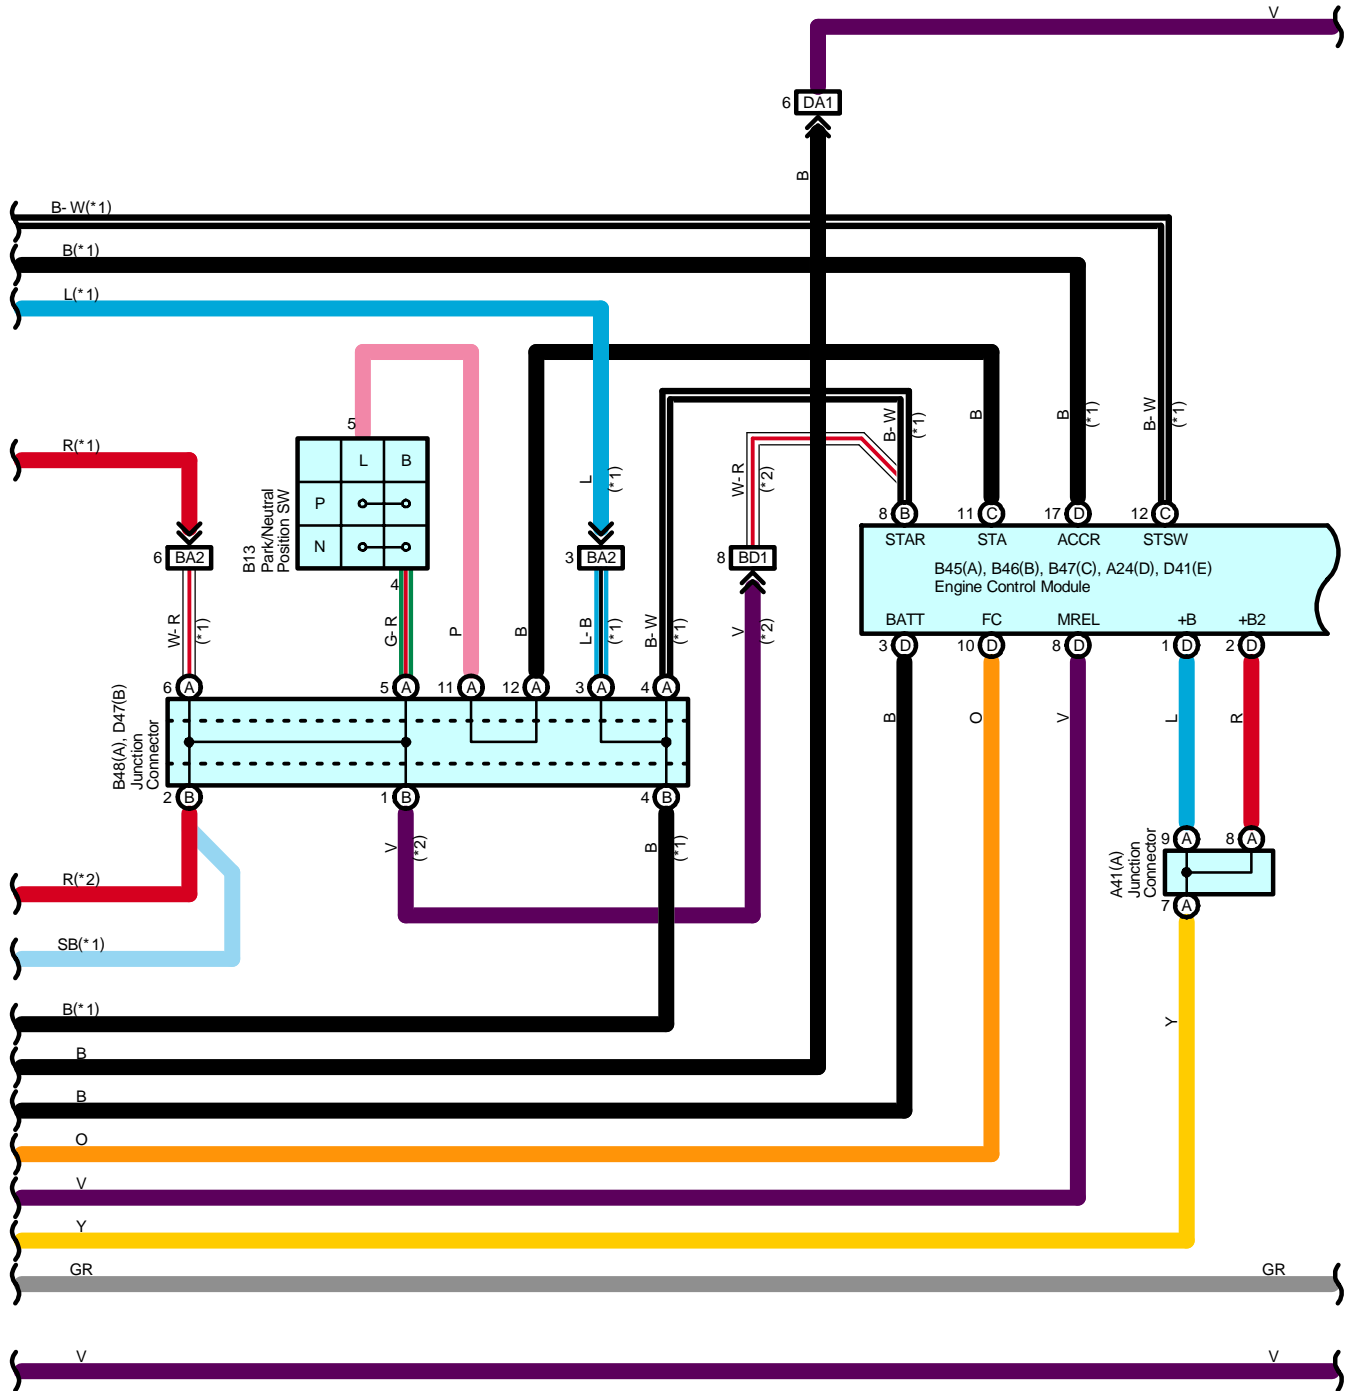 V
6 DA1
B
B-W(*1)
B(*1)
L(*1)
R(*1)
5
L B
P
N
4
B13
Park/Neutral
Position SW
6 BA2
W-R
(*1)
G-R
P
B
L
(*1)
3 BA2
L-B
(*1)
B-W
(*1)
W-R
(*2)
8 BD1
V
(*2)
B-W
(*1)
B
B
(*1)
B-W
(*1)
8 B 11 C 17 D 12 C
STAR STA ACCR STSW
B45(A), B46(B), B47(C), A24(D), D41(E)
Engine Control Module
BATT FC MREL +B +B2
3 D 10 D 8 D 1 D 2 D
B
O
V
L
R
6 A 5 A 11 A 12 A 3 A 4 A
B48(A), D47(B)
Junction
Connector
2 B 1 B 4 B
V
(*2)
B
(*1)
9 A 8 A
A41(A)
Junction
Connector
7 A
Y
R(*2)
SB(*1)
B(*1)
B
B
O
V
Y
GR GR
V V